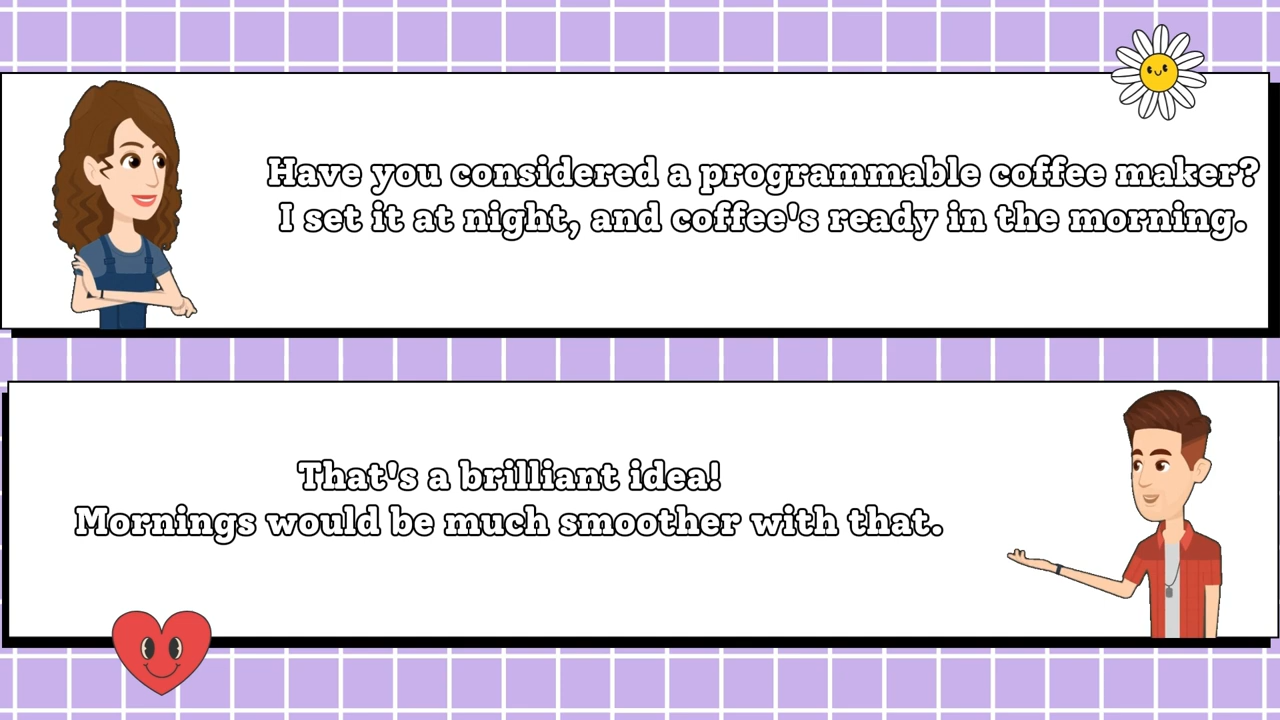 Have you considered a programmable coffee maker?
I set it at night, and coffee's ready in the morning.
That's a brilliant idea!
Mornings would be much smoother with that.